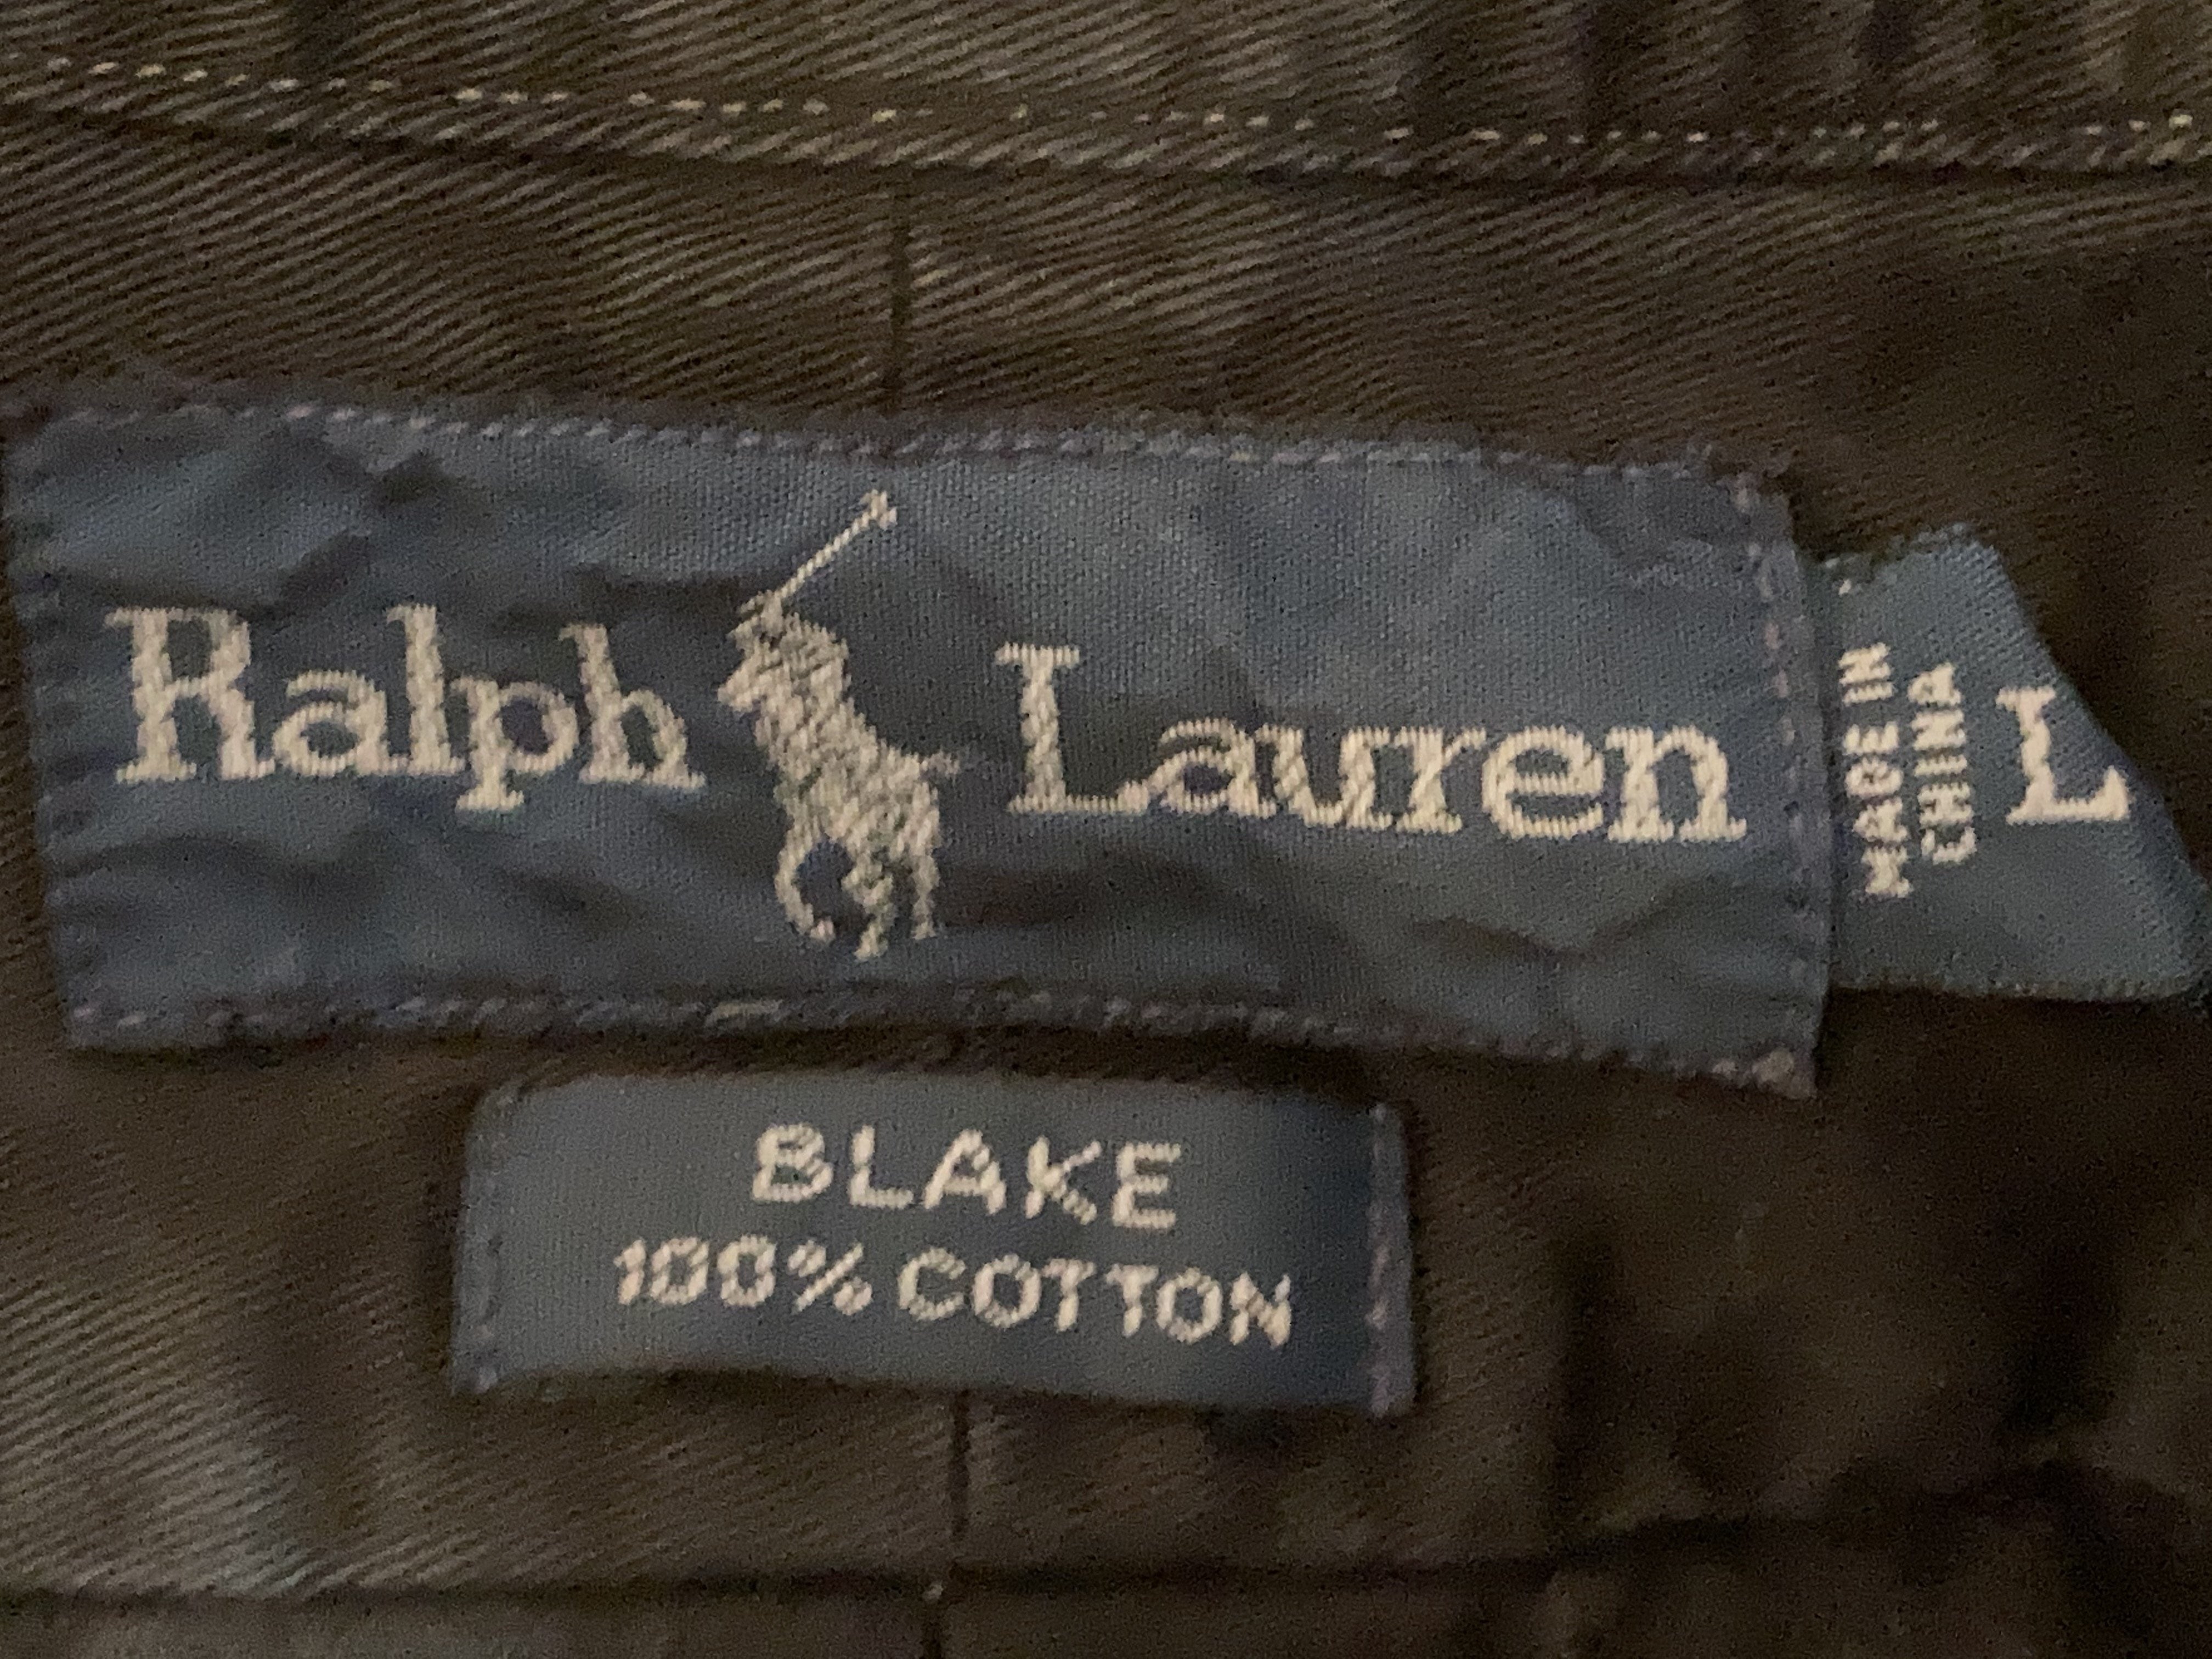 Ralph Lauren
MADE IN
CHINA
L
BLAKE
100% COTTON